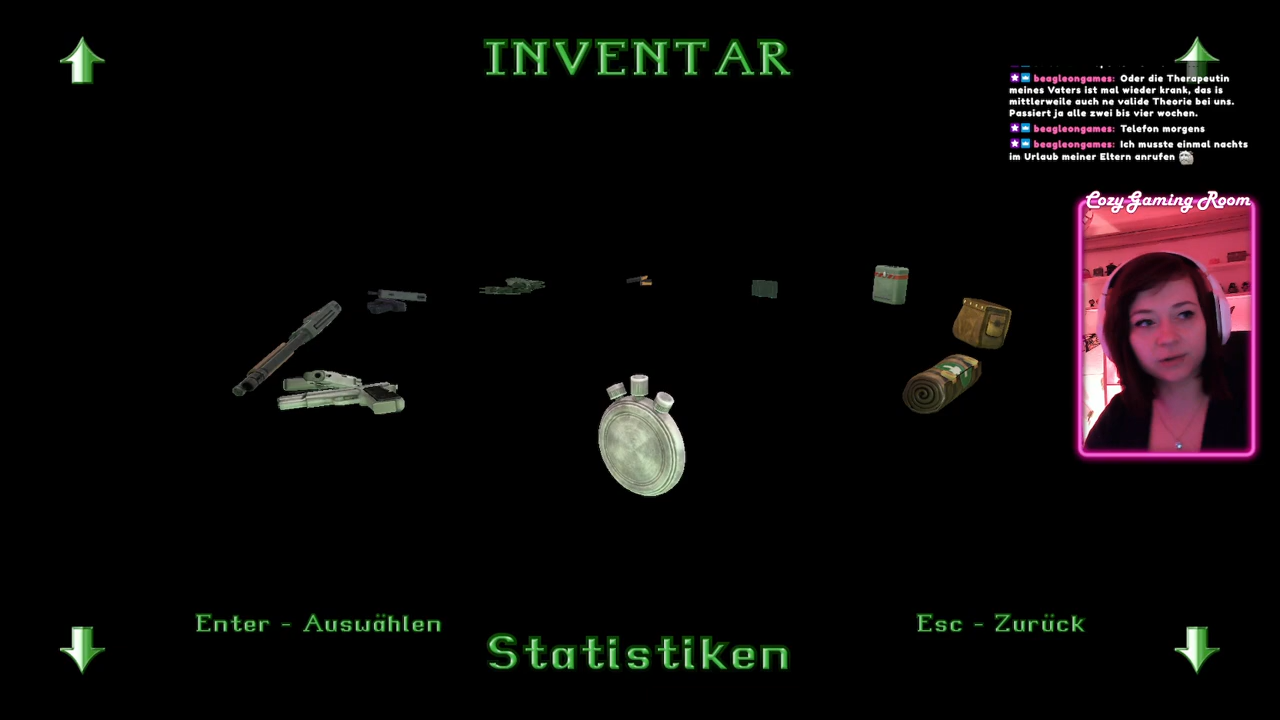 INVENTAR
beagleongames: Oder die Therapeutin
meines Vaters ist mal wieder krank, das is
mittlerweile auch ne valide Theorie bei uns.
Passiert ja alle zwei bis vier wochen.
beagleongames: Telefon morgens
beagleongames: Ich musste einmal nachts
im Urlaub meiner Eltern anrufen
Cozy Gaming Room
Enter - Auswählen
Esc - Zurück
Statistiken